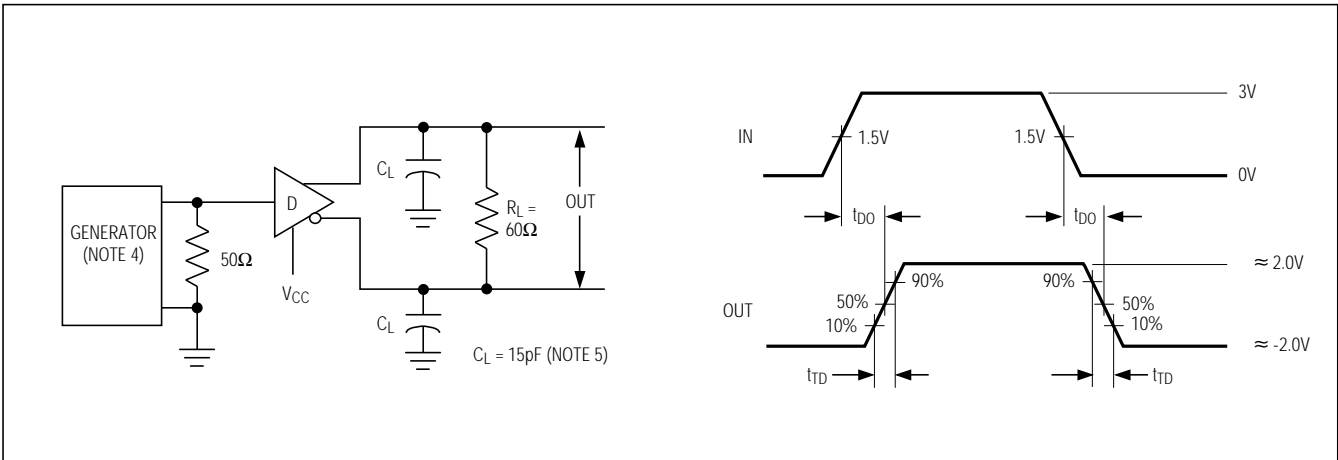 GENERATOR
(NOTE 4)
50Ω
D
VCC
CL
CL
RL =
60Ω
OUT
CL = 15pF (NOTE 5)
IN
1.5V
1.5V
3V
0V
tDO
tDO
OUT
90%
50%
10%
90%
50%
10%
≈ 2.0V
≈ -2.0V
tTD
tTD